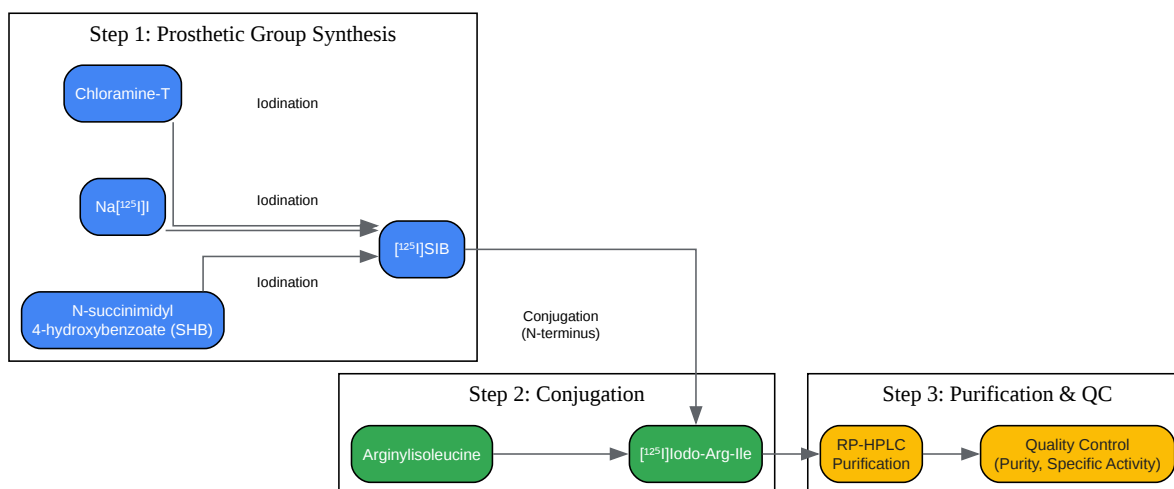 Step 1: Prosthetic Group Synthesis
Chloramine-T
Iodination
Na[¹²⁵I]I
Iodination
[¹²⁵I]SIB
Iodination
N-succinimidyl
4-hydroxybenzoate (SHB)
Conjugation
(N-terminus)
Step 2: Conjugation
Arginylisoleucine
[¹²⁵I]Iodo-Arg-Ile
Step 3: Purification & QC
RP-HPLC
Purification
Quality Control
(Purity, Specific Activity)